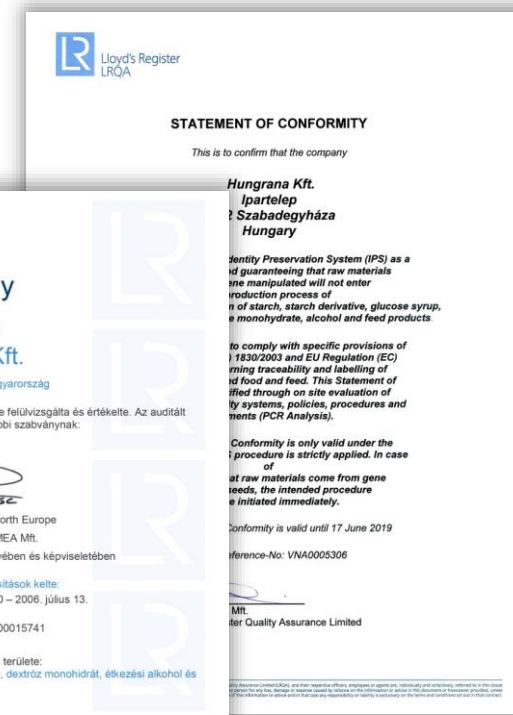 Lloyd's Register
LRQA
STATEMENT OF CONFORMITY
This is to confirm that the company
Hungrana Kft.
Ipartelep
2 Szabadegyháza
Hungary
dentity Preservation System (IPS) as a
d guaranteeing that raw materials
ene manipulated will not enter
roduction process of
n of starch, starch derivative, glucose syrup,
e monohydrate, alcohol and feed products
to comply with specific provisions of
) 1830/2003 and EU Regulation (EC)
rning traceability and labelling of
d food and feed. This Statement of
ified through on site evaluation of
ty systems, policies, procedures and
ments (PCR Analysis).
Conformity is only valid under the
S procedure is strictly applied. In case
of
at raw materials come from gene
seeds, the intended procedure
e initiated immediately.
Conformity is valid until 17 June 2019
eference-No: VNA0005306
Mft.
ter Quality Assurance Limited
y
Kft.
gyarország
e felülvizsgálta és értékelte. Az auditált
bbi szabványnak:
orth Europe
MEA Mft.
vében és képviseletében
sítások kelte:
0 – 2006. július 13.
00015741
területe:
, dextróz monohidrát, étkezési alkohol és